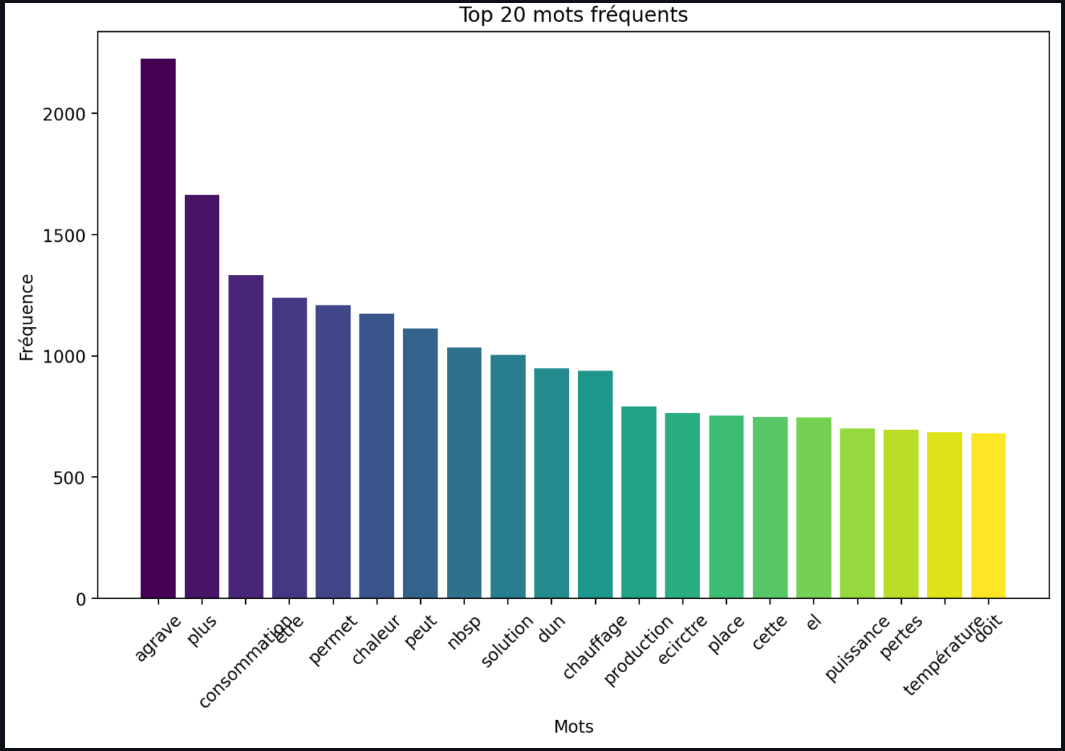 Top 20 mots fréquents
Fréquence
2000
1500
1000
500
0
agrave
plus
consommation
être
permet
chaleur
peut
nbsp
solution
dun
chauffage
production
ecirctre
place
cette
el
puissance
pertes
température
doit
Mots